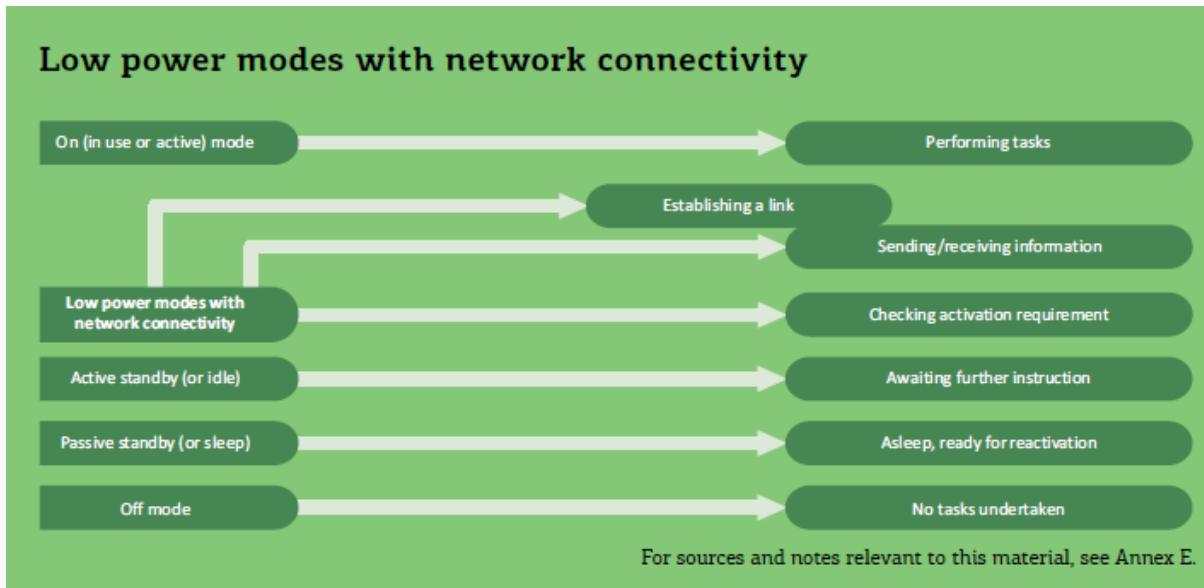 Low power modes with network connectivity
On (in use or active) mode
Performing tasks
Establishing a link
Sending/receiving information
Low power modes with
network connectivity
Checking activation requirement
Active standby (or idle)
Awaiting further instruction
Passive standby (or sleep)
Asleep, ready for reactivation
Off mode
No tasks undertaken
For sources and notes relevant to this material, see Annex E.